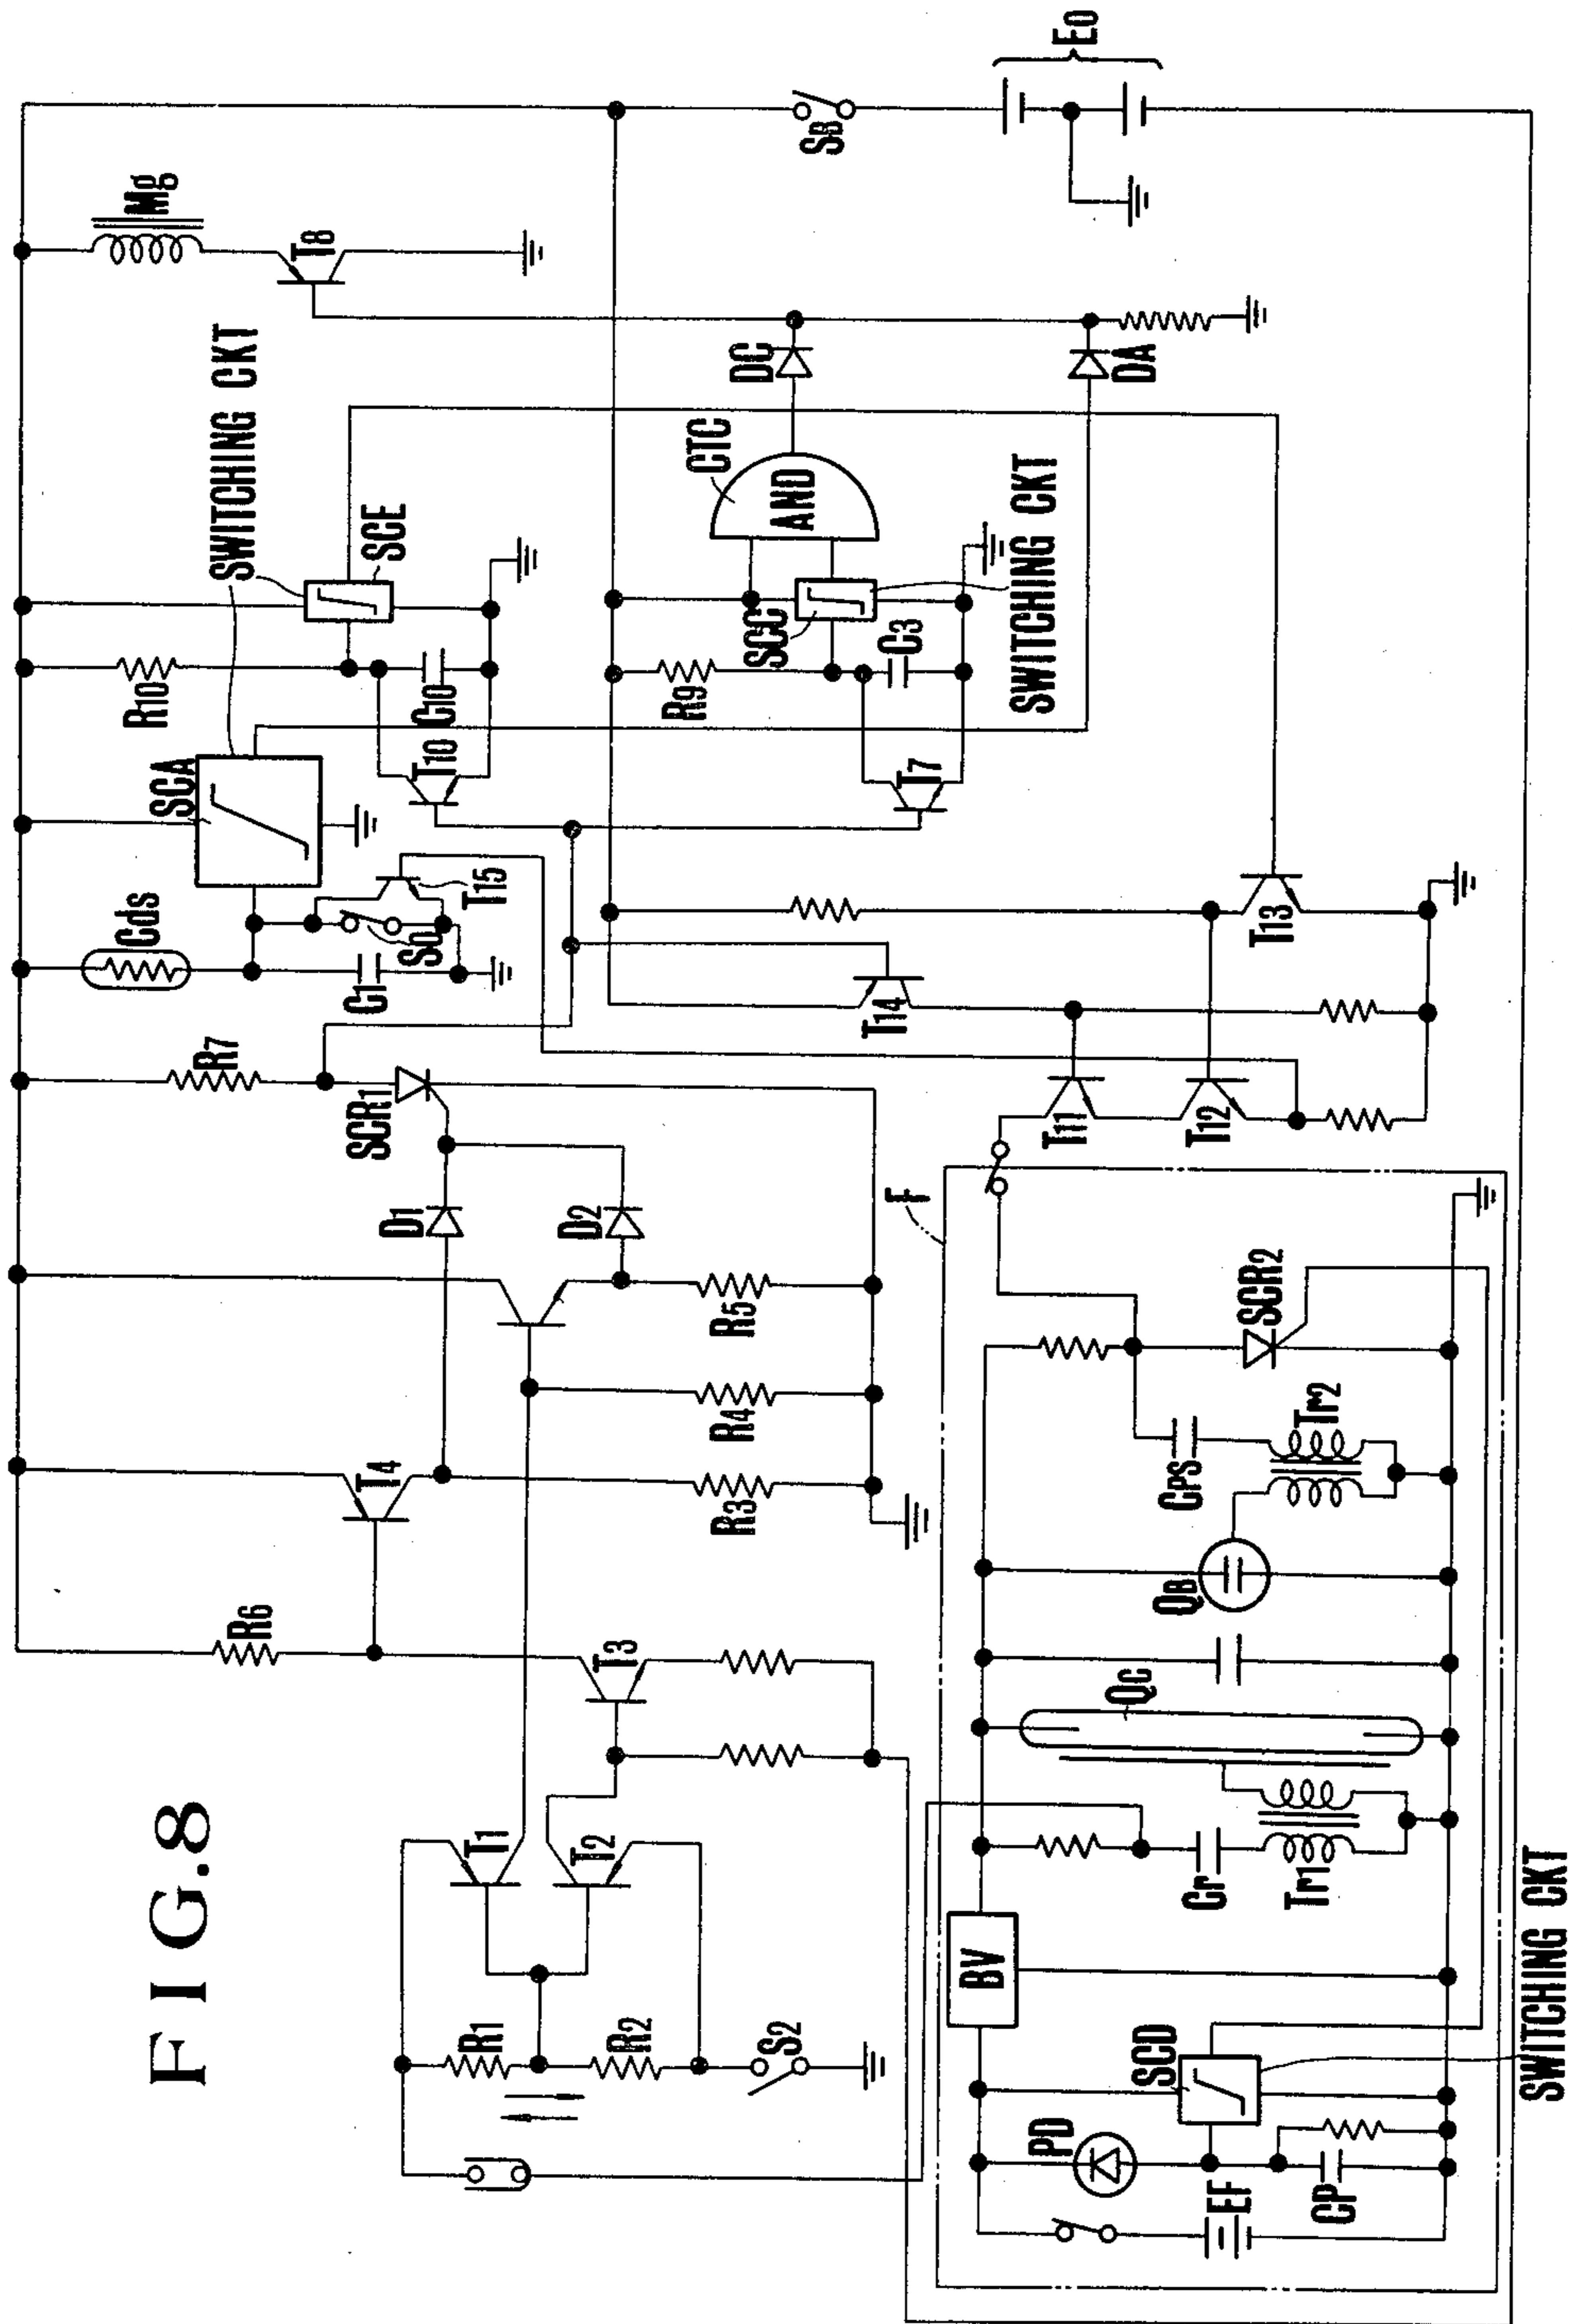 FIG.8
Mg
T8
SB
E0
SWITCHING CKT
SCA
SCE
R10
C10
T10
Cds
S0
C1
T15
R7
SCR1
D1
D2
R6
T4
T3
R3
R4
R5
T1
T2
R1
R2
S2
DC
CTC
AND
DA
SCC
SWITCHING CKT
R9
C3
T7
T14
T13
T11
T12
F
SCR2
Tr2
CPS
QB
QC
Cr
Tr1
BV
SCD
PD
EF
CP
SWITCHING CKT